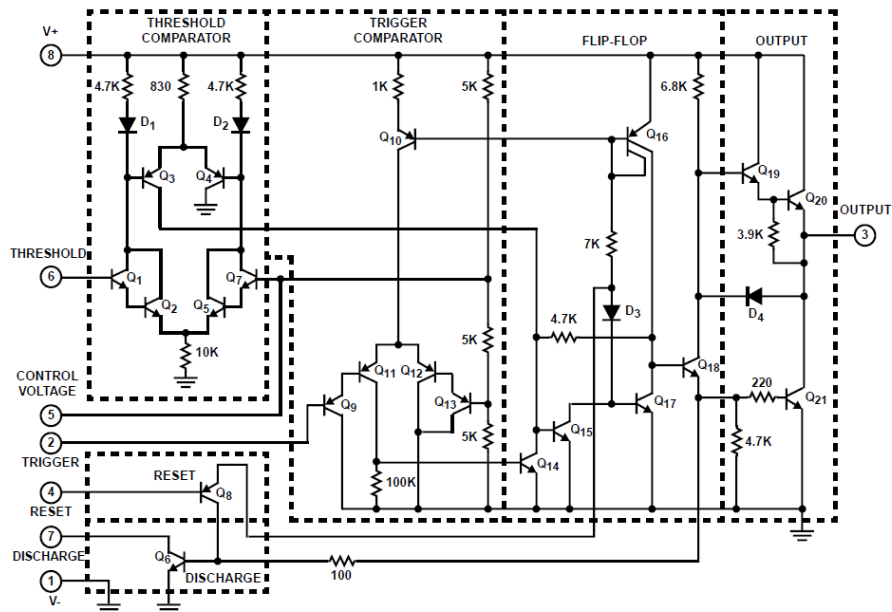 V+
8
THRESHOLD
COMPARATOR
TRIGGER
COMPARATOR
FLIP-FLOP
OUTPUT
4.7K
830
4.7K
1K
5K
6.8K
D1
D2
Q10
Q16
Q3
Q4
Q19
Q20
OUTPUT
3
3.9K
7K
THRESHOLD
6
Q1
Q2
Q5
Q7
D3
D4
4.7K
5K
10K
Q11
Q12
Q18
CONTROL
VOLTAGE
5
Q9
Q13
Q17
220
Q21
2
TRIGGER
5K
Q15
Q14
4.7K
100K
RESET
4
RESET
Q8
7
DISCHARGE
Q6
DISCHARGE
100
1
V-